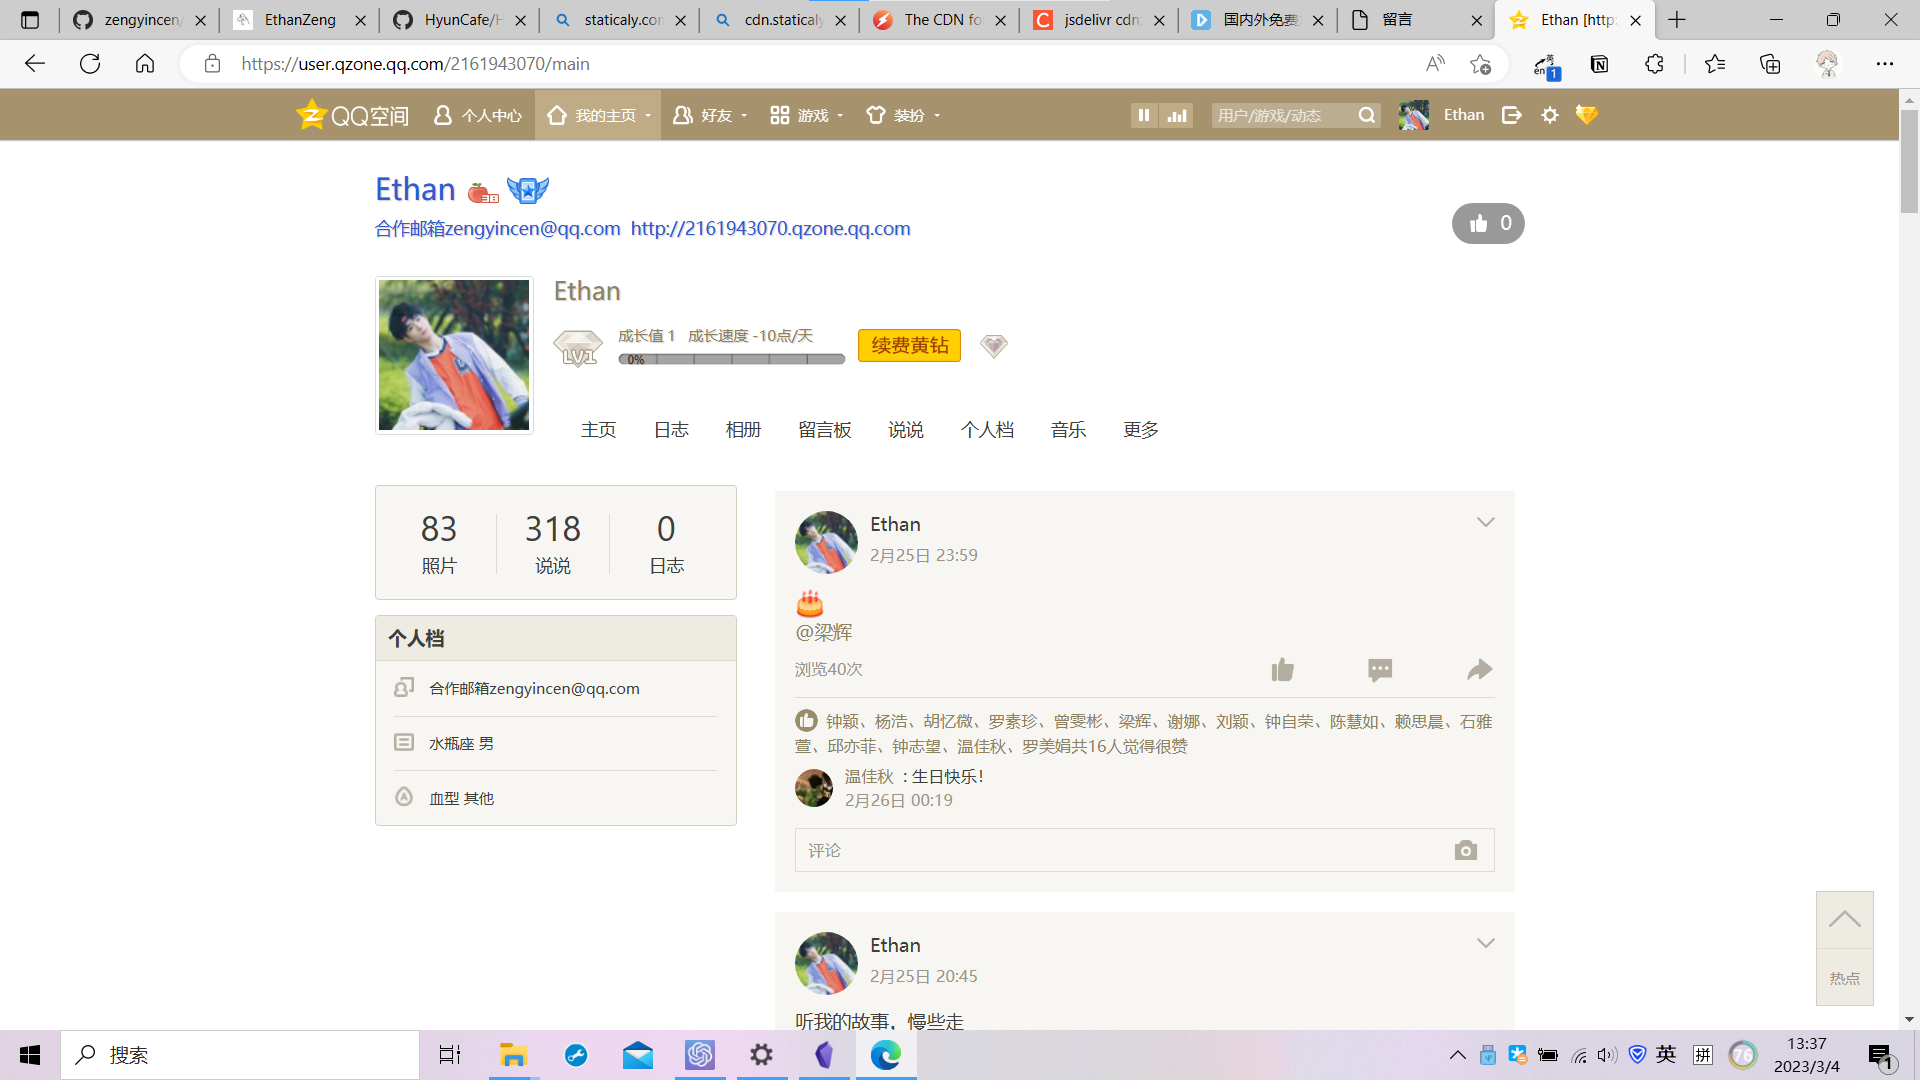 zengyincen/
EthanZeng
HyunCafe/H
staticaly.con
cdn.staticaly
The CDN fo
jsdelivr cdn
国内外免费
留言
Ethan [http:
https://user.qzone.qq.com/2161943070/main
QQ空间
个人中心
我的主页
好友
游戏
装扮
用户/游戏/动态
Ethan
Ethan
合作邮箱zengyincen@qq.com http://2161943070.qzone.qq.com
0
Ethan
LV1
成长值 1 成长速度 -10点/天
0%
续费黄钻
主页 日志 相册 留言板 说说 个人档 音乐 更多
83 318 0
照片 说说 日志
个人档
合作邮箱zengyincen@qq.com
水瓶座 男
血型 其他
Ethan
2月25日 23:59
@梁辉
浏览40次
钟颖、杨浩、胡忆微、罗素珍、曾雯彬、梁辉、谢娜、刘颖、钟自荣、陈慧如、赖思晨、石雅
萱、邱亦菲、钟志望、温佳秋、罗美娟共16人觉得很赞
温佳秋 : 生日快乐!
2月26日 00:19
评论
Ethan
2月25日 20:45
听我的故事，慢些走
热点
搜索
英
拼
76
13:37
2023/3/4
1